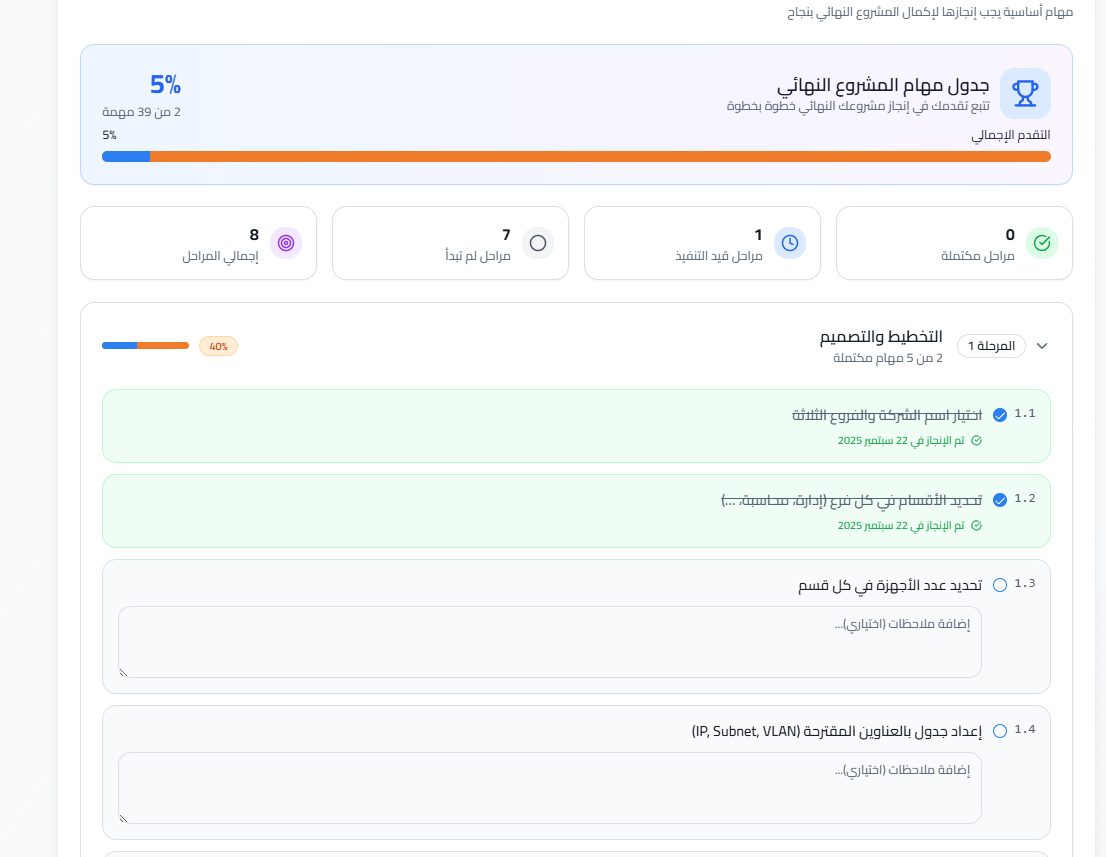 مهام أساسية يجب إنجازها لإكمال المشروع النهائي بنجاح
جدول مهام المشروع النهائي
تتبع تقدمك في إنجاز مشروعك النهائي خطوة بخطوة
5%
2 من 39 مهمة
التقدم الإجمالي
5%
0
مراحل مكتملة
1
مراحل قيد التنفيذ
7
مراحل لم تبدأ
8
إجمالي المراحل
المرحلة 1
التخطيط والتصميم
2 من 5 مهام مكتملة
40%
1.1
اختيار اسم الشركة والفروع الثلاثة
تم الإنجاز في 22 سبتمبر 2025
1.2
تحديد الأقسام في كل فرع (إدارة، محاسبة، ...)
تم الإنجاز في 22 سبتمبر 2025
1.3
تحديد عدد الأجهزة في كل قسم
إضافة ملاحظات (اختياري)...
1.4
إعداد جدول بالعناوين المقترحة (IP, Subnet, VLAN)
إضافة ملاحظات (اختياري)...